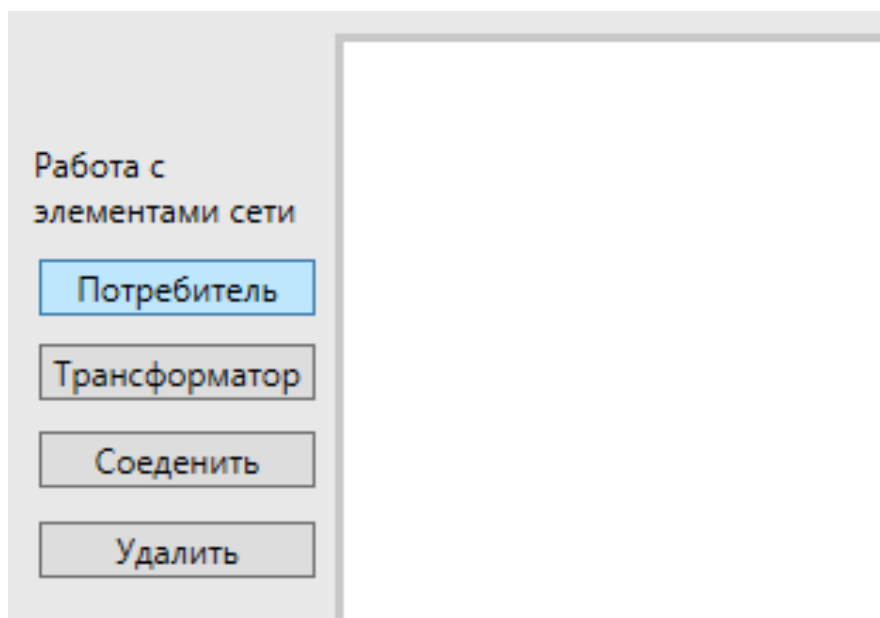 Работа с
элементами сети
Потребитель
Трансформатор
Соеденить
Удалить